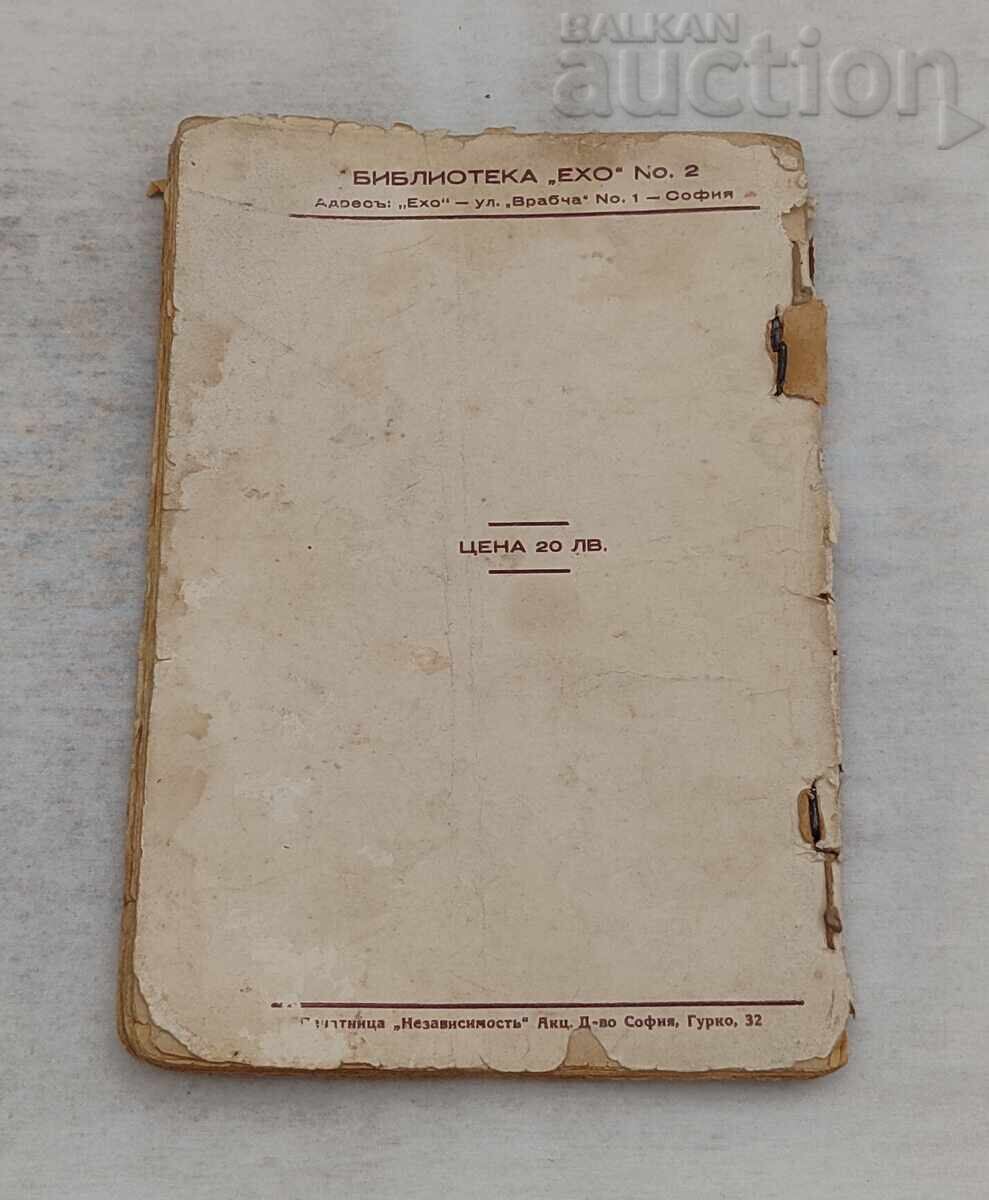 BALKAN
auction
БИБЛИОТЕКА „ЕХО“ No. 2
Адресъ: „Ехо“ — ул. „Врабча“ No. 1 — София
ЦЕНА 20 ЛВ.
„Независимость“ Акц. Д-во София, Гурко, 32